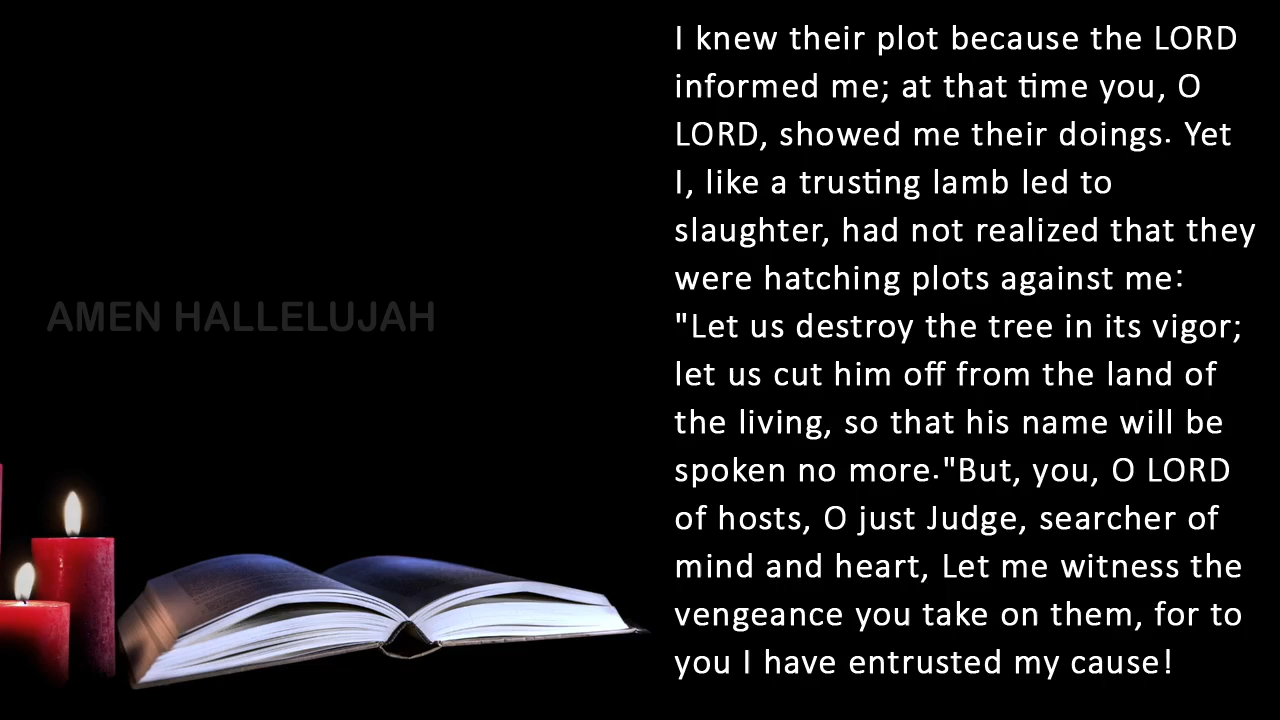 AMEN HALLELUJAH
I knew their plot because the LORD
informed me; at that time you, O
LORD, showed me their doings. Yet
I, like a trusting lamb led to
slaughter, had not realized that they
were hatching plots against me:
"Let us destroy the tree in its vigor;
let us cut him off from the land of
the living, so that his name will be
spoken no more."But, you, O LORD
of hosts, O just Judge, searcher of
mind and heart, Let me witness the
vengeance you take on them, for to
you I have entrusted my cause!